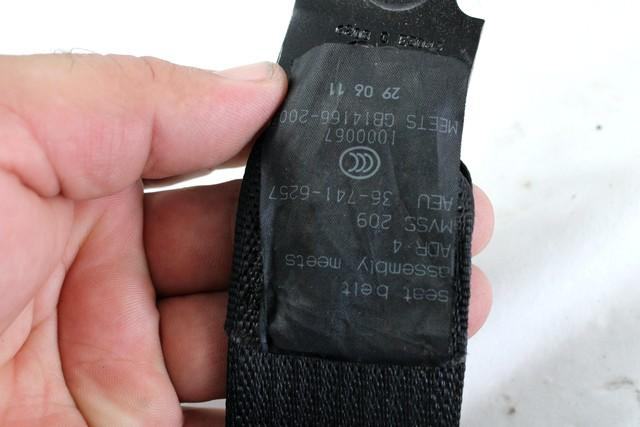 seat belt
assembly meets
ADR 4
MVSS 209
AEU 36-741-6257
CCC
1000067
MEETS GB14166-200
29 06 11